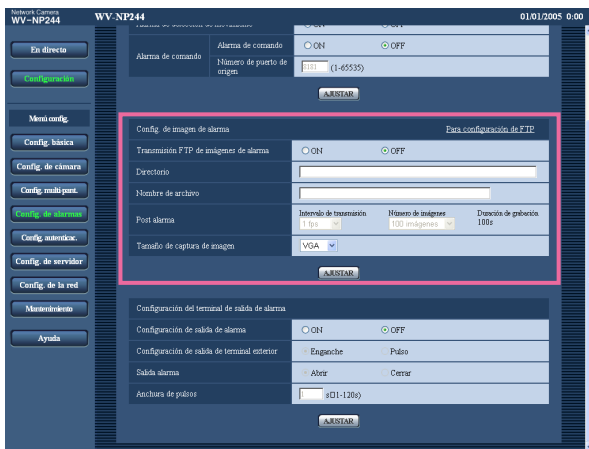 Network Camera
WV-NP244
WV-NP244
01/01/2005 0:00
En directo
Configuración
Menú config.
Config. básica
Config. de cámara
Config. multi-pant.
Config. de alarmas
Config. autenticac.
Config. de servidor
Config. de la red
Mantenimiento
Ayuda
Alarma de comando
Alarma de comando
ON
OFF
Número de puerto de
origen
8181 (1-65535)
AJUSTAR
Config. de imagen de alarma
Para configuración de FTP
Transmisión FTP de imágenes de alarma
ON
OFF
Directorio
Nombre de archivo
Post alarma
Intervalo de transmisión
Número de imágenes
Duración de grabación
1 fps
100 imágenes
100s
Tamaño de captura de imagen
VGA
AJUSTAR
Configuración del terminal de salida de alarma
Configuración de salida de alarma
ON
OFF
Configuración de salida de terminal exterior
Enganche
Pulso
Salida alarma
Abrir
Cerrar
Anchura de pulsos
1 s□1-120s)
AJUSTAR